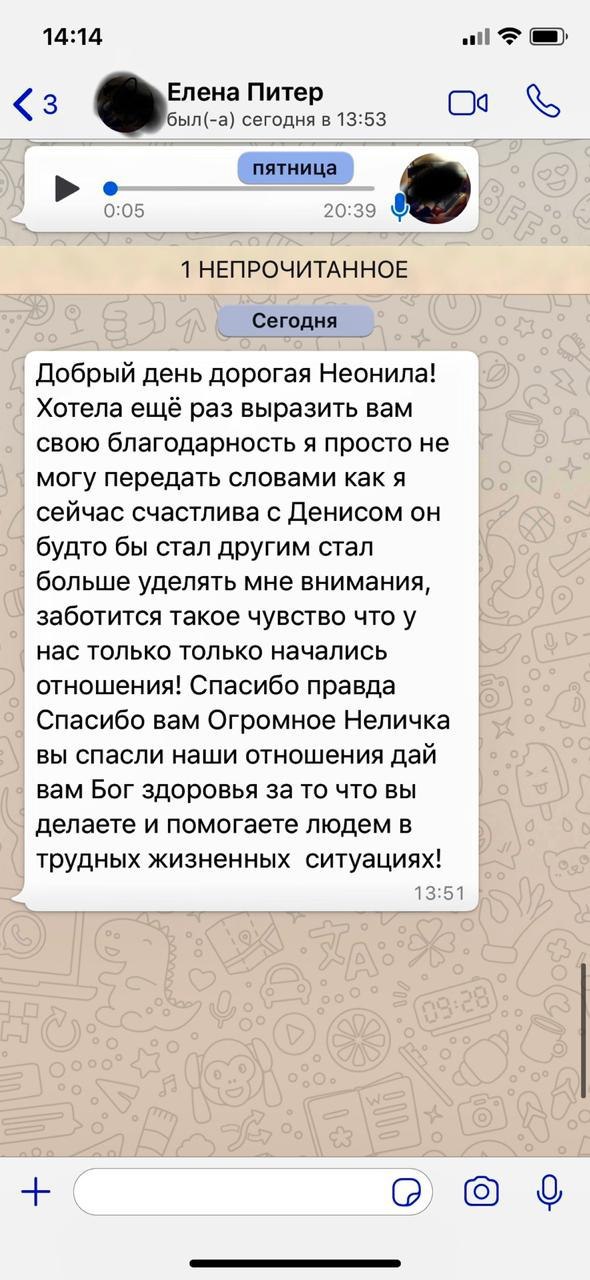 14:14
3
Елена Питер
был(-а) сегодня в 13:53
пятница
0:05
20:39
1 НЕПРОЧИТАННОЕ
Сегодня
Добрый день дорогая Неонила!
Хотела ещё раз выразить вам
свою благодарность я просто не
могу передать словами как я
сейчас счастлива с Денисом он
будто бы стал другим стал
больше уделять мне внимания,
заботится такое чувство что у
нас только только начались
отношения! Спасибо правда
Спасибо вам Огромное Неличка
вы спасли наши отношения дай
вам Бог здоровья за то что вы
делаете и помогаете людем в
трудных жизненных  ситуациях!
13:51